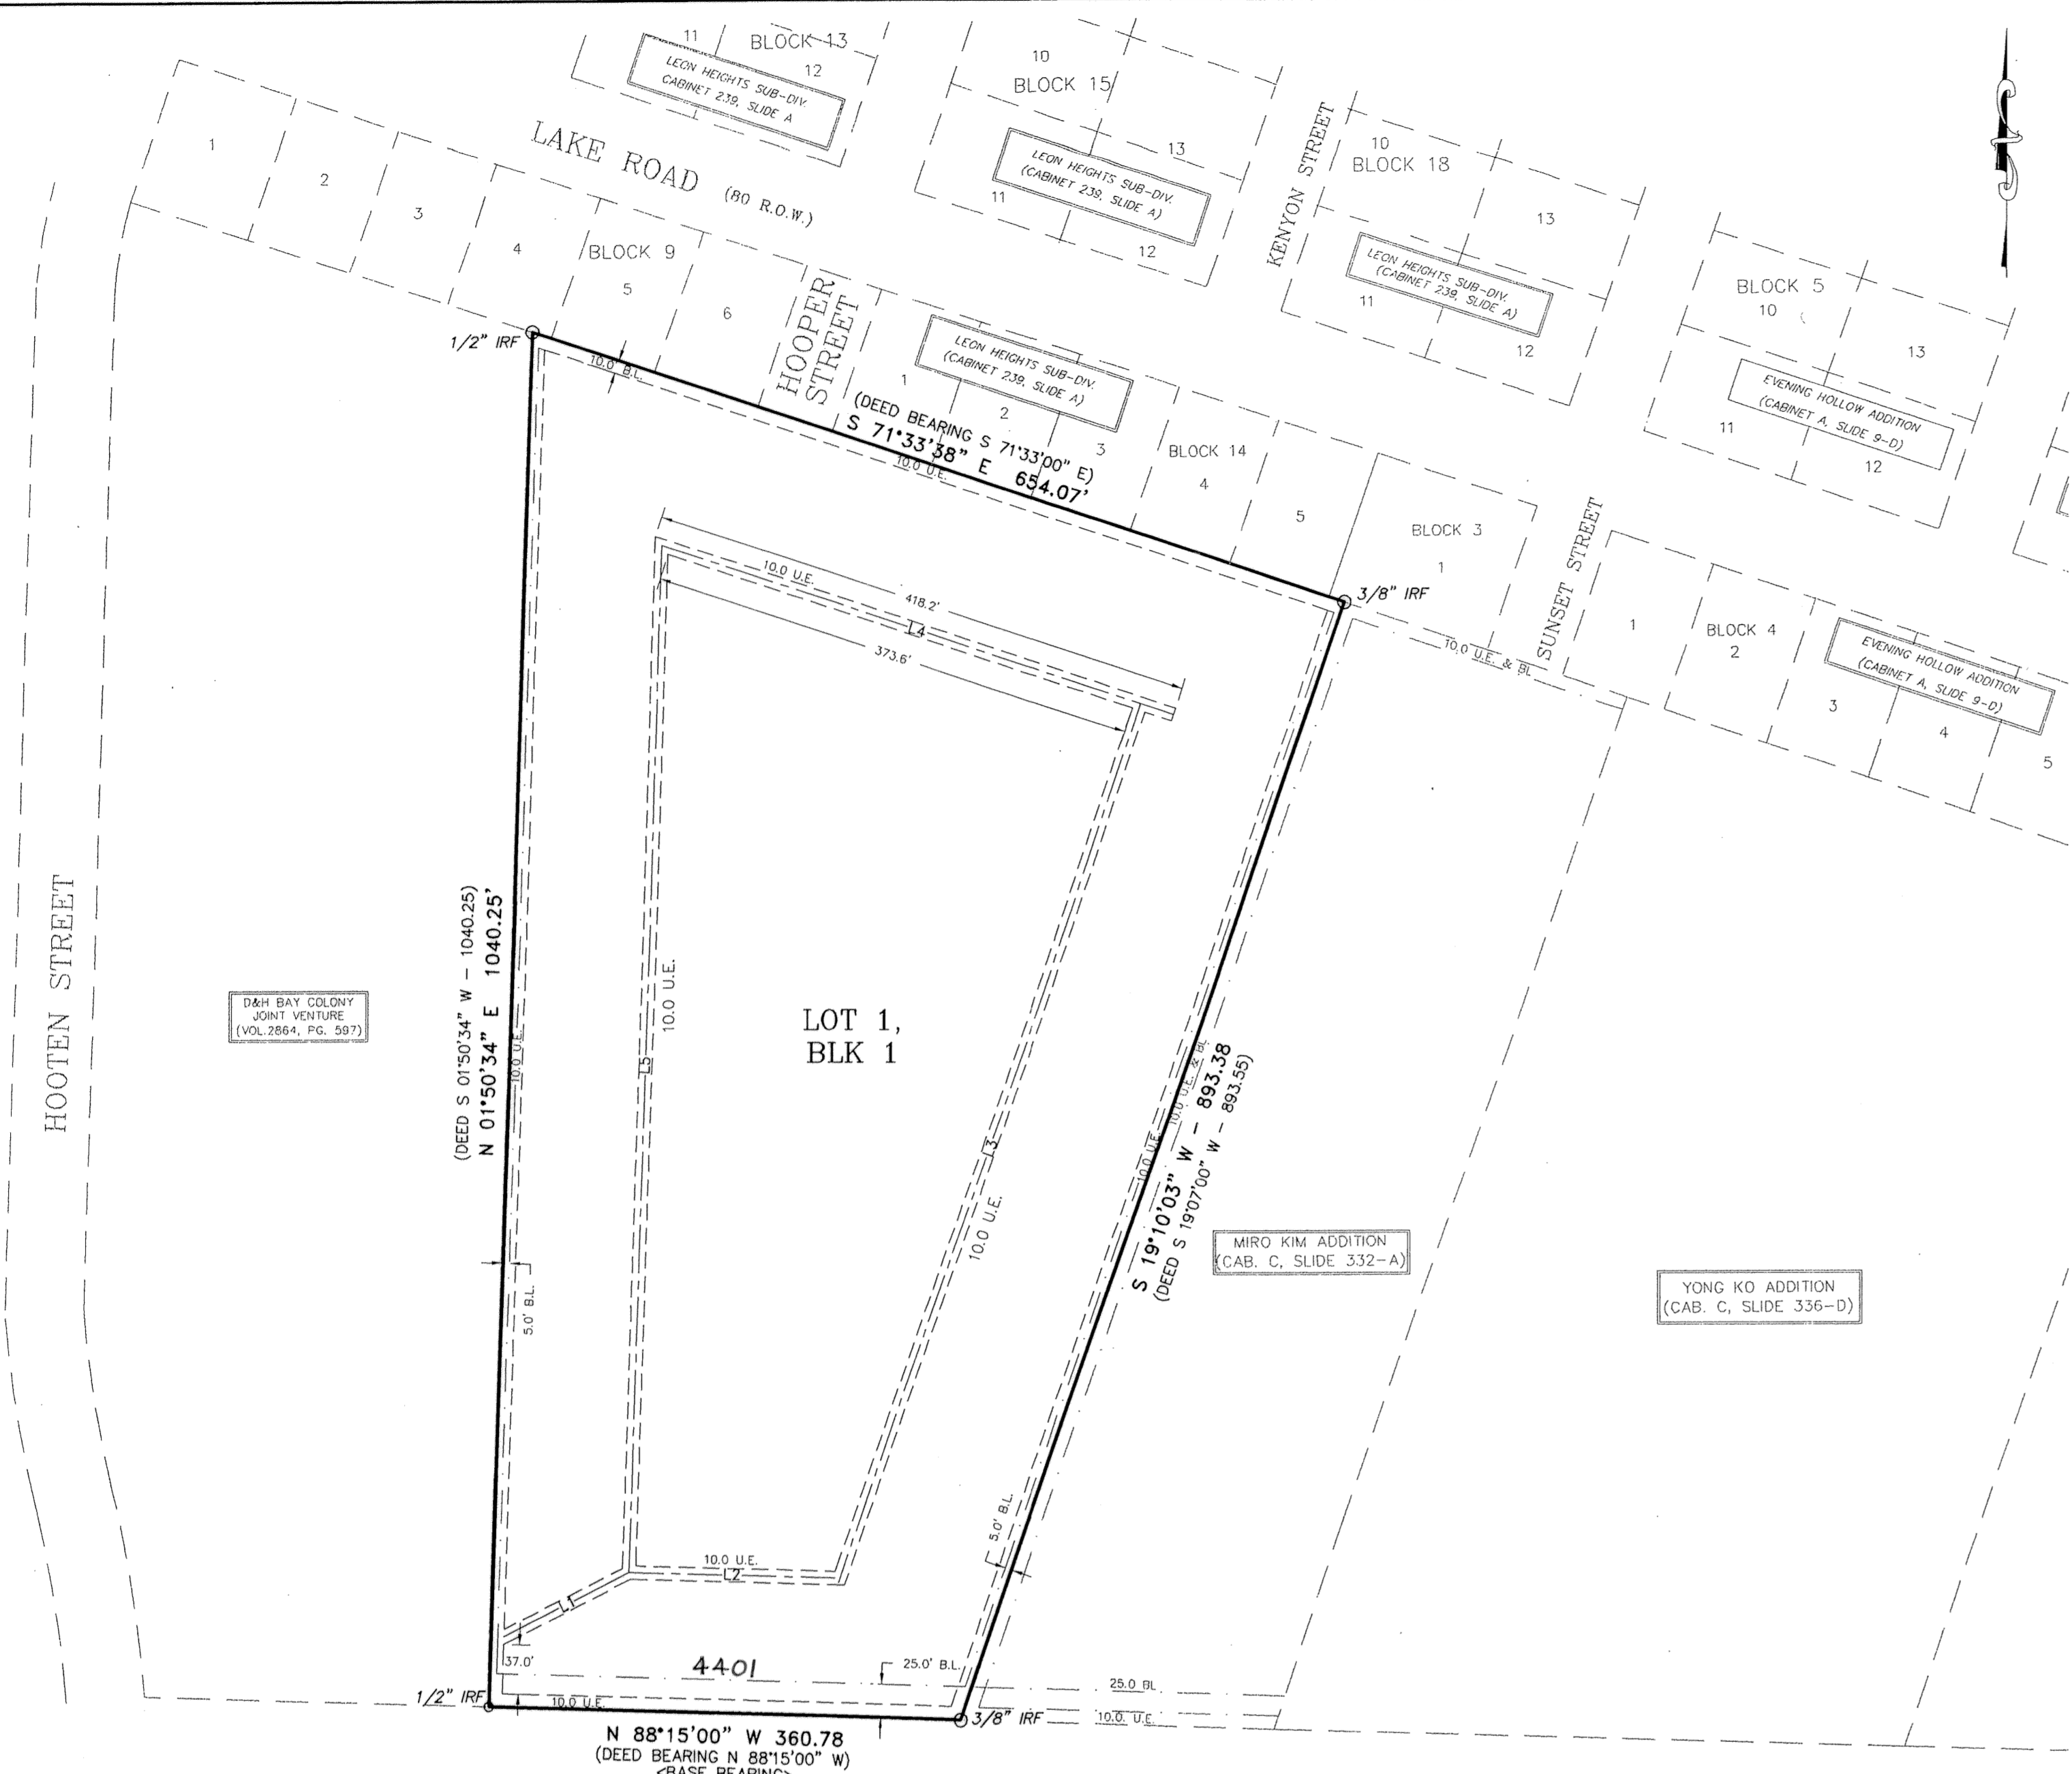 11
BLOCK 13
12
LEON HEIGHTS SUB-DIV.
CABINET 239, SLIDE A
10
BLOCK 15
13
LEON HEIGHTS SUB-DIV.
(CABINET 239, SLIDE A)
11
12
KENYON STREET
10
BLOCK 18
13
LEON HEIGHTS SUB-DIV.
(CABINET 239, SLIDE A)
11
12
BLOCK 5
10
13
EVENING HOLLOW ADDITION
(CABINET A, SLIDE 9-D)
11
12
LAKE ROAD (80 R.O.W.)
1
2
3
4
BLOCK 9
5
6
HOOPER
STREET
1
LEON HEIGHTS SUB-DIV.
(CABINET 239, SLIDE A)
2
3
BLOCK 14
4
5
BLOCK 3
1
SUNSET STREET
1
BLOCK 4
2
EVENING HOLLOW ADDITION
(CABINET A, SLIDE 9-D)
3
4
5
1/2" IRF
10.0' B.L.
(DEED BEARING S 71°33'00" E)
S 71°33'38" E 654.07'
10.0 U.E.
3/8" IRF
10.0 U.E. & BL
10.0 U.E.
418.2'
L4
373.6'
HOOTEN STREET
D&H BAY COLONY
JOINT VENTURE
(VOL.2864, PG. 597)
(DEED S 01°50'34" W - 1040.25)
N 01°50'34" E 1040.25'
10.0 U.E.
L5
10.0 U.E.
LOT 1,
BLK 1
L3
10.0 U.E.
10.0 U.E.
10.0 U.E. & BL
S 19°10'03" W - 893.38
(DEED S 19°07'00" W - 893.55)
MIRO KIM ADDITION
(CAB. C, SLIDE 332-A)
YONG KO ADDITION
(CAB. C, SLIDE 336-D)
5.0' B.L.
5.0' B.L.
10.0 U.E.
L2
L1
37.0'
4401
25.0' B.L.
25.0 BL
1/2" IRF
10.0 U.E.
3/8" IRF
10.0. U.E.
N 88°15'00" W 360.78
(DEED BEARING N 88°15'00" W)
<BASE BEARING>